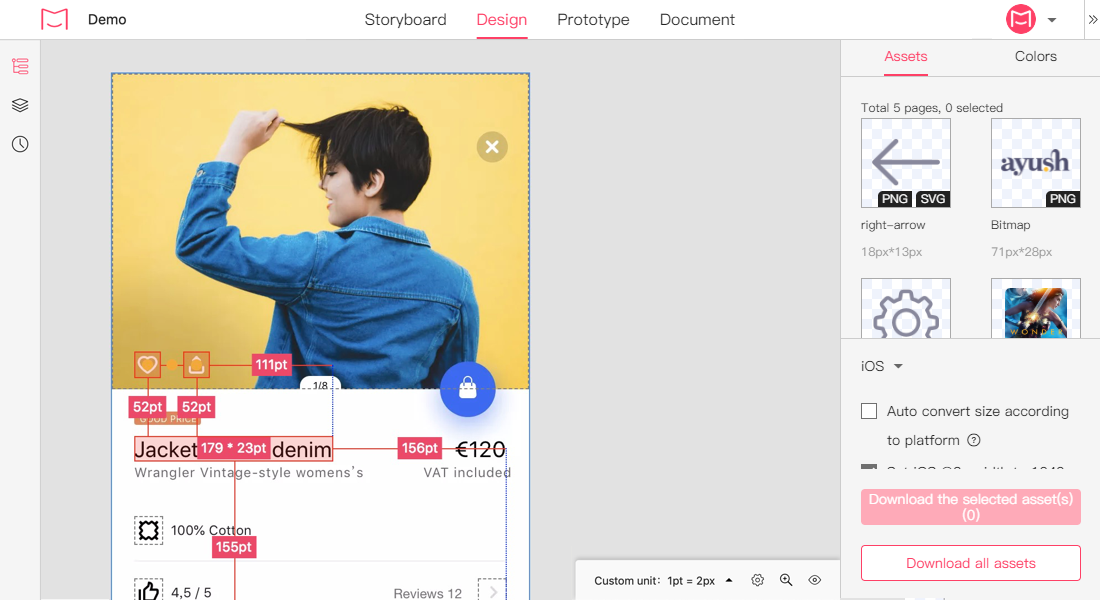 Demo
Storyboard
Design
Prototype
Document
Assets
Colors
Total 5 pages, 0 selected
PNG SVG
PNG
right-arrow
Bitmap
18px*13px
71px*28px
ayush
WONDER
iOS
Auto convert size according
to platform
Download the selected asset(s)
(0)
Download all assets
111pt
1/8
52pt
52pt
GOOD PRICE
Jacket
179 * 23pt
denim
156pt
€120
Wrangler Vintage-style womens's
VAT included
100% Cotton
155pt
4,5 / 5
Reviews 12
Custom unit: 1pt = 2px